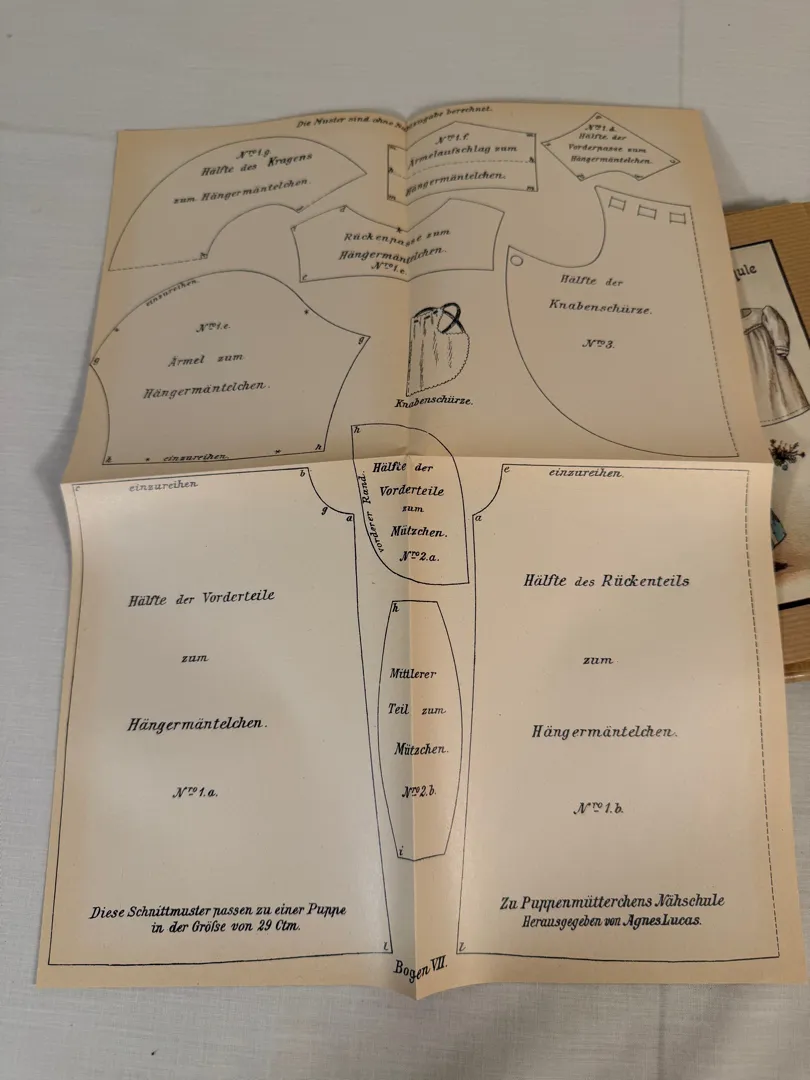 Die Muster sind ohne Nahtzugabe berechnet.
Nro 1.g.
Hälfte des Kragens
zum Hängermäntelchen.
Nro 1.f.
Ärmelaufschlag zum
Hängermäntelchen.
Nro 1.d.
Hälfte der
Vorderpasse zum
Hängermäntelchen.
d
Rückenpasse zum
Hängermäntelchen.
Nro 1.c.
c
einzureihen.
Nro 1.e.
Ärmel zum
Hängermäntelchen.
g
g
h
einzureihen.
Knabenschürze.
Hälfte der
Knabenschürze.
Nro 3.
c
einzureihen
b
g
a
Hälfte der Vorderteile
zum
Hängermäntelchen.
Nro 1.a.
Diese Schnittmuster passen zu einer Puppe
in der Größe von 29 Ctm.
l
h
vorderer Rand.
Hälfte der
Vorderteile
zum
Mützchen.
Nro 2.a.
h
Mittlerer
Teil zum
Mützchen.
Nro 2.b.
i
e
einzureihen.
a
Hälfte des Rückenteils
zum
Hängermäntelchen.
Nro 1.b.
Zu Puppenmütterchens Nähschule
Herausgegeben von Agnes Lucas.
l
Bogen VII.